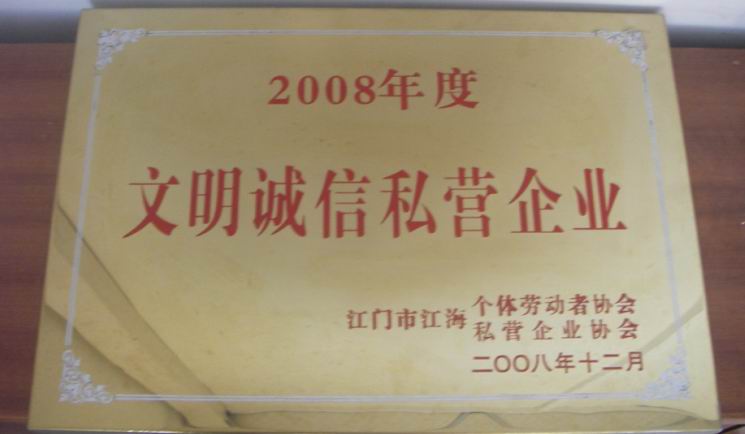 2008年度
文明诚信私营企业
江门市江海 个体劳动者协会
私营企业协会
二〇〇八年十二月